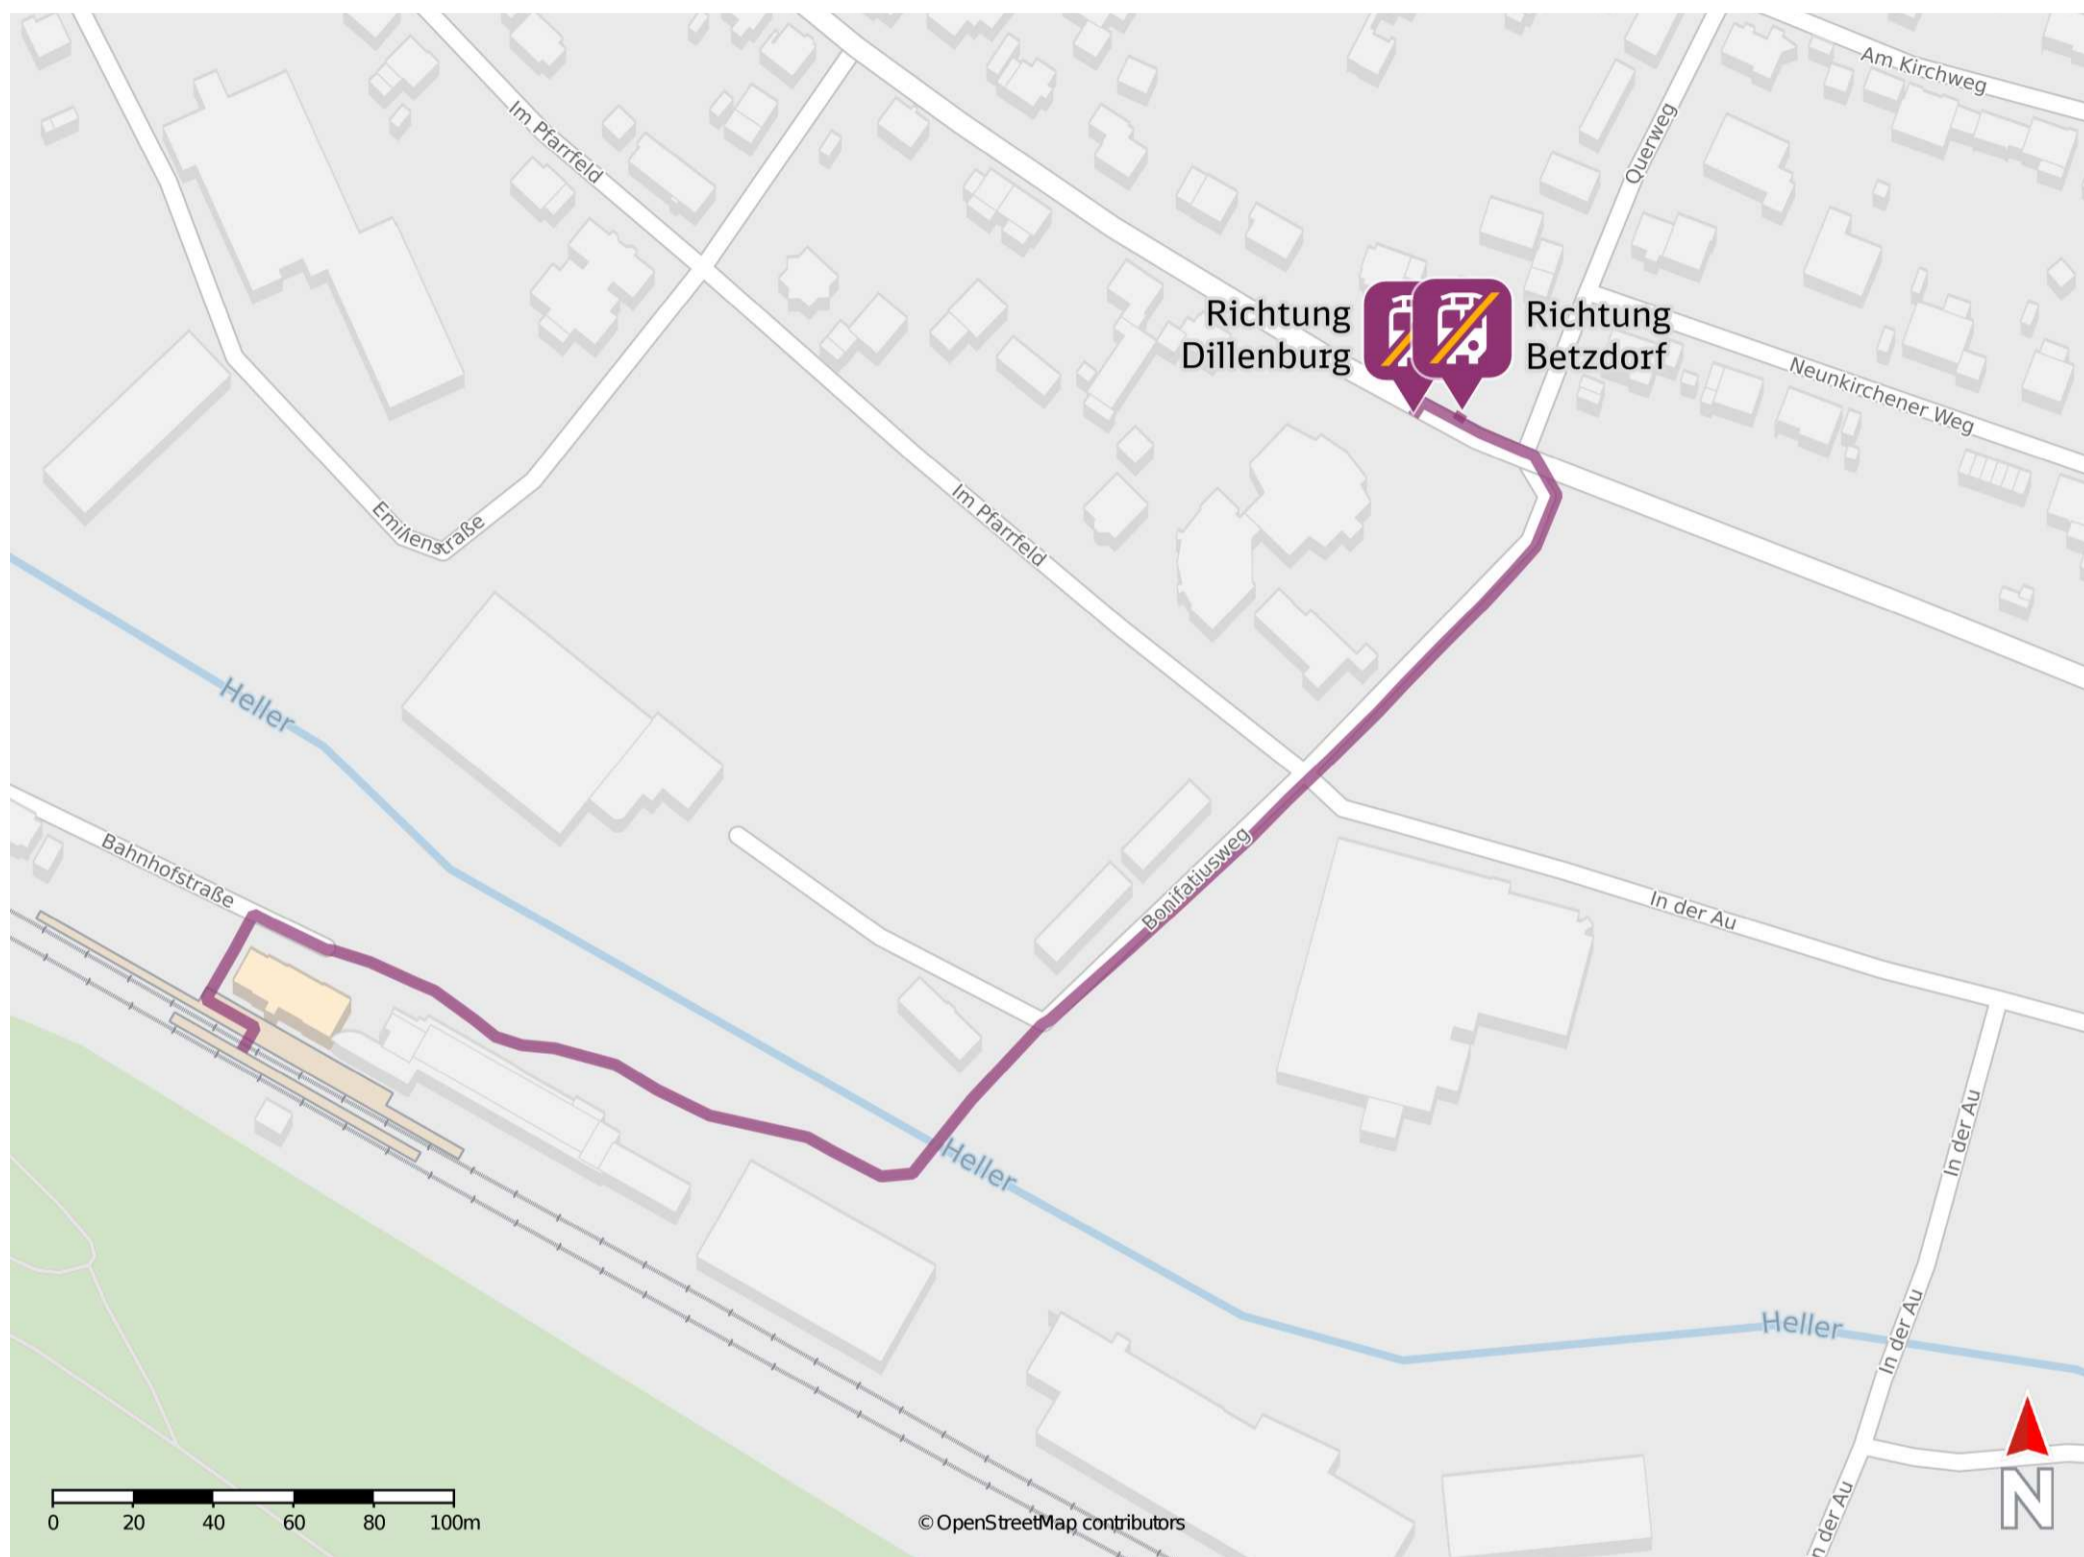 Am Kirchweg
Im Pfarrfeld
Querweg
Richtung
Dillenburg
Richtung
Betzdorf
Neunkirchener Weg
Emilienstraße
Im Pfarrfeld
Heller
Bahnhofstraße
Bonifatiusweg
In der Au
Heller
In der Au
In der Au
Heller
In der Au
N
0 20 40 60 80 100m
© OpenStreetMap contributors